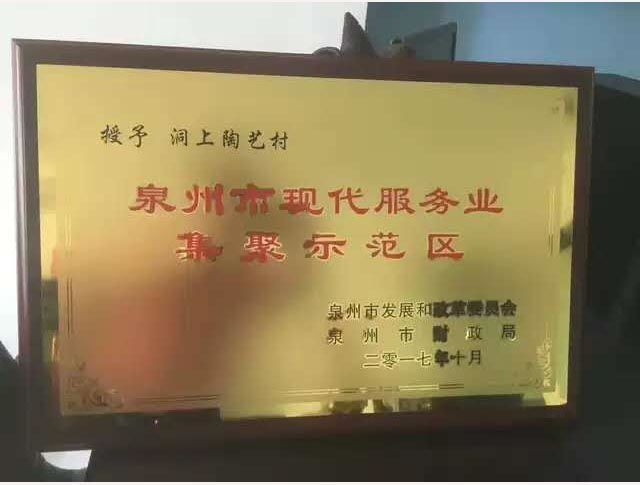 授予 洞上陶艺村
泉州市现代服务业
集聚示范区
泉州市发展和改革委员会
泉州市财政局
二零一七年十月